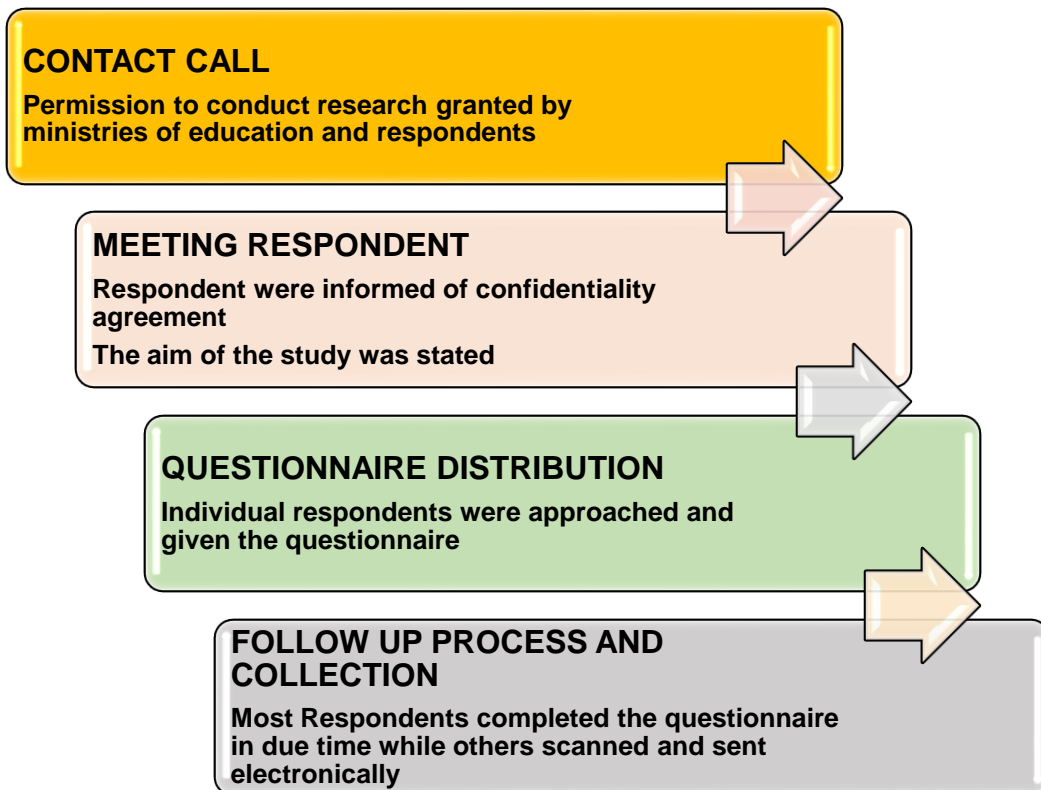 CONTACT CALL
Permission to conduct research granted by
ministries of education and respondents
MEETING RESPONDENT
Respondent were informed of confidentiality
agreement
The aim of the study was stated
QUESTIONNAIRE DISTRIBUTION
Individual respondents were approached and
given the questionnaire
FOLLOW UP PROCESS AND
COLLECTION
Most Respondents completed the questionnaire
in due time while others scanned and sent
electronically